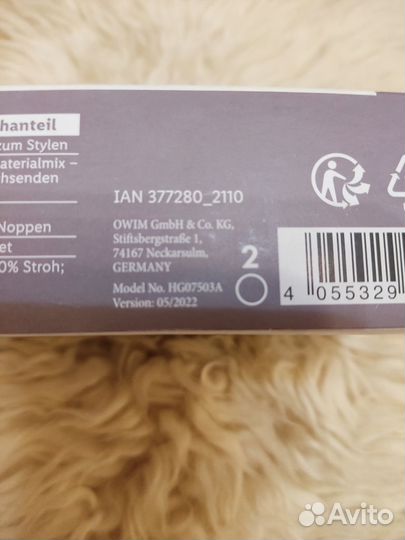 hanteil
zum Stylen
aterialmix –
hsenden
Noppen
et
0% Stroh;
IAN 377280_2110
OWIM GmbH & Co. KG,
Stiftsbergstraße 1,
74167 Neckarsulm,
GERMANY
Model No. HG07503A
Version: 05/2022
2
4 055329
Avito